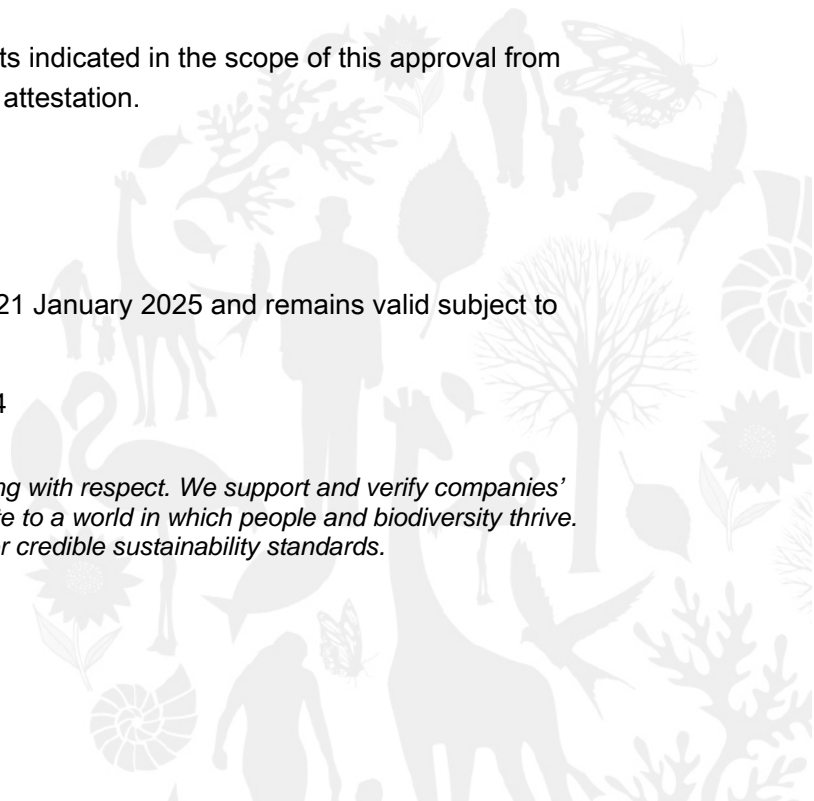 ts indicated in the scope of this approval from
attestation.
21 January 2025 and remains valid subject to
4
ng with respect. We support and verify companies’
te to a world in which people and biodiversity thrive.
r credible sustainability standards.